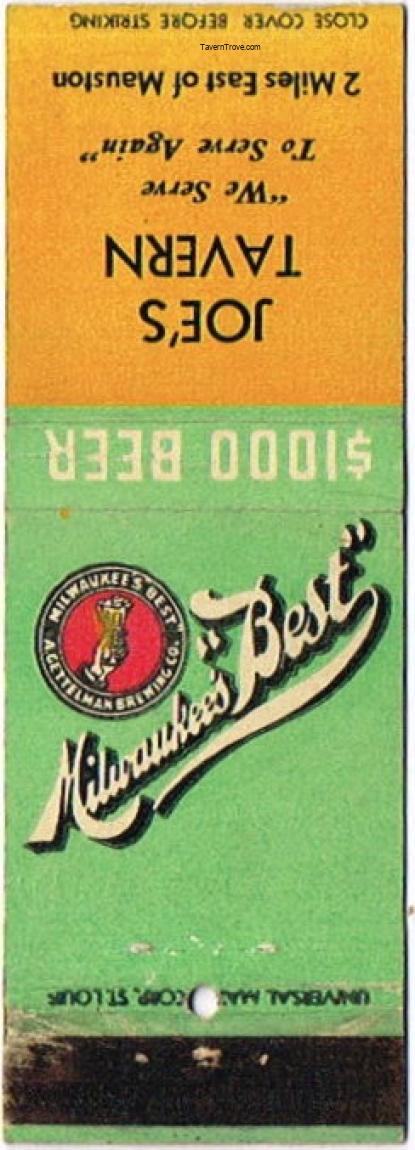 CLOSE COVER BEFORE STRIKING
TavernTrove.com
JOE'S
TAVERN
"We Serve
To Serve Again"
2 Miles East of Mauston
$1000 BEER
Milwaukee's "Best"
MILWAUKEE'S BEST
A. GETTELMAN BREWING CO.
UNIVERSAL CORP., ST. LOUIS